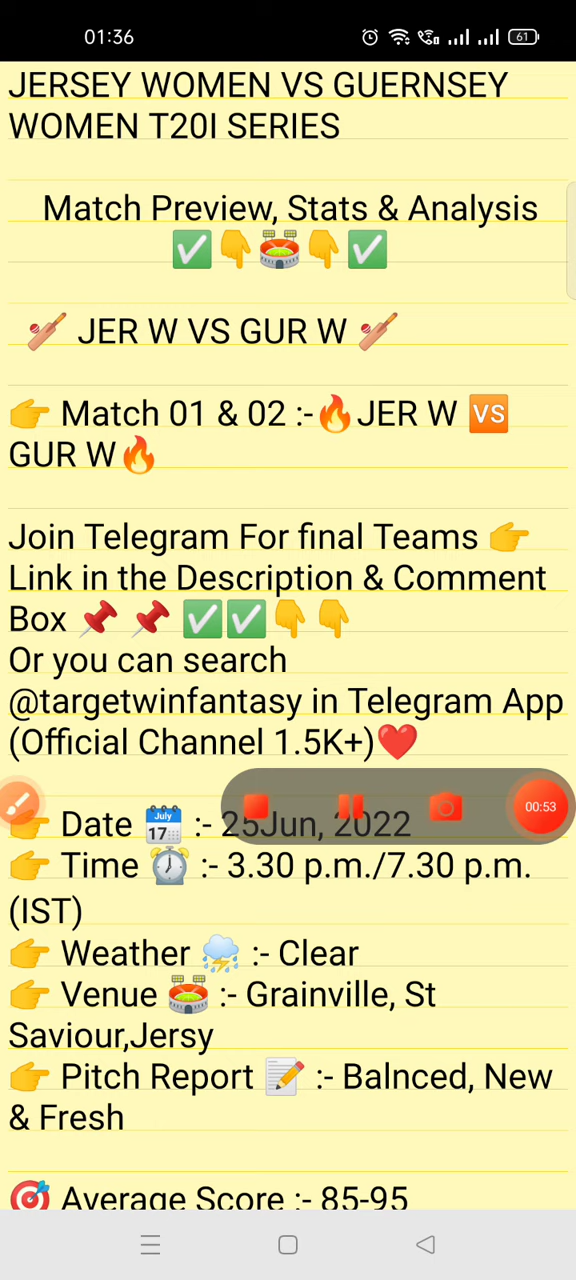 01:36
61
JERSEY WOMEN VS GUERNSEY
WOMEN T20I SERIES
Match Preview, Stats & Analysis
✅👇🏟️👇✅
🏏 JER W VS GUR W 🏏
👉 Match 01 & 02 :-🔥JER W 🆚
GUR W🔥
Join Telegram For final Teams 👉
Link in the Description & Comment
Box 📌 📌 ✅✅👇👇
Or you can search
@targetwinfantasy in Telegram App
(Official Channel 1.5K+)❤️
👉 Date 📅 :- 25Jun, 2022
00:53
👉 Time ⏰ :- 3.30 p.m./7.30 p.m.
(IST)
👉 Weather ⛈️ :- Clear
👉 Venue 🏟️ :- Grainville, St
Saviour,Jersy
👉 Pitch Report 📝 :- Balnced, New
& Fresh
🎯 Average Score :- 85-95